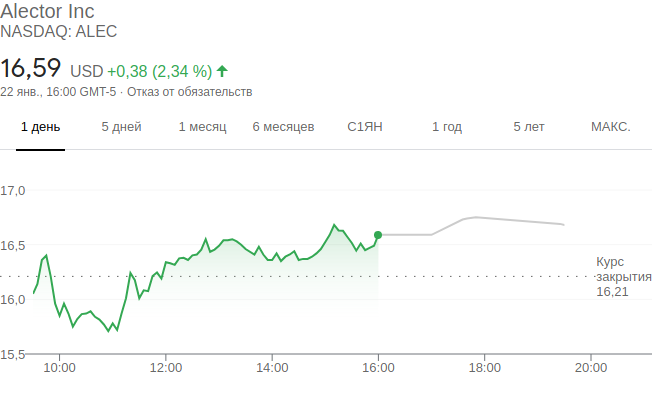 Alector Inc
NASDAQ: ALEC
16,59 USD +0,38 (2,34 %)
22 янв., 16:00 GMT-5 · Отказ от обязательств
1 день 5 дней 1 месяц 6 месяцев С1ЯН 1 год 5 лет МАКС.
17,0
16,5
Курс
закрытия
16,21
16,0
15,5
10:00 12:00 14:00 16:00 18:00 20:00